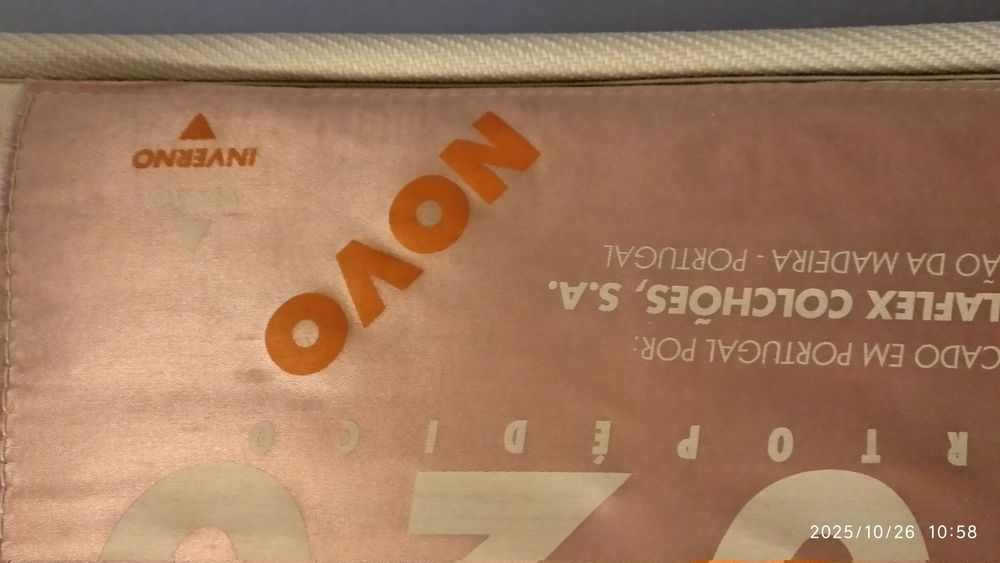 RTOPÉDICO
CADO EM PORTUGAL POR:
LAFLEX COLCHÕES, S.A.
ÃO DA MADEIRA - PORTUGAL
NOVO
INVERNO
2025/10/26 10:58